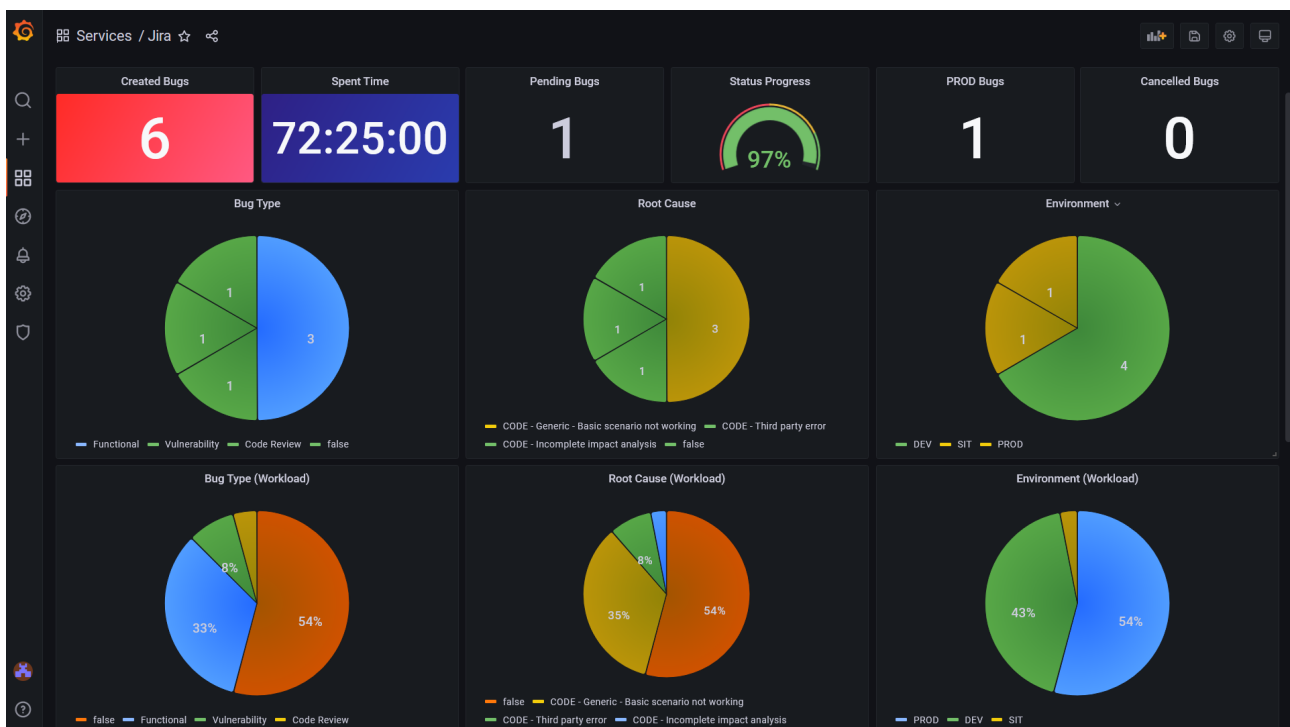 Services / Jira
Created Bugs
Spent Time
Pending Bugs
Status Progress
PROD Bugs
Cancelled Bugs
6
72:25:00
1
97%
1
0
Bug Type
Root Cause
Environment
1
1
1
3
1
1
1
3
1
1
4
Functional Vulnerability Code Review false
CODE - Generic - Basic scenario not working CODE - Third party error
CODE - Incomplete impact analysis false
DEV SIT PROD
Bug Type (Workload)
Root Cause (Workload)
Environment (Workload)
8%
33%
54%
8%
35%
54%
43%
54%
false Functional Vulnerability Code Review
false CODE - Generic - Basic scenario not working
CODE - Third party error CODE - Incomplete impact analysis
PROD DEV SIT